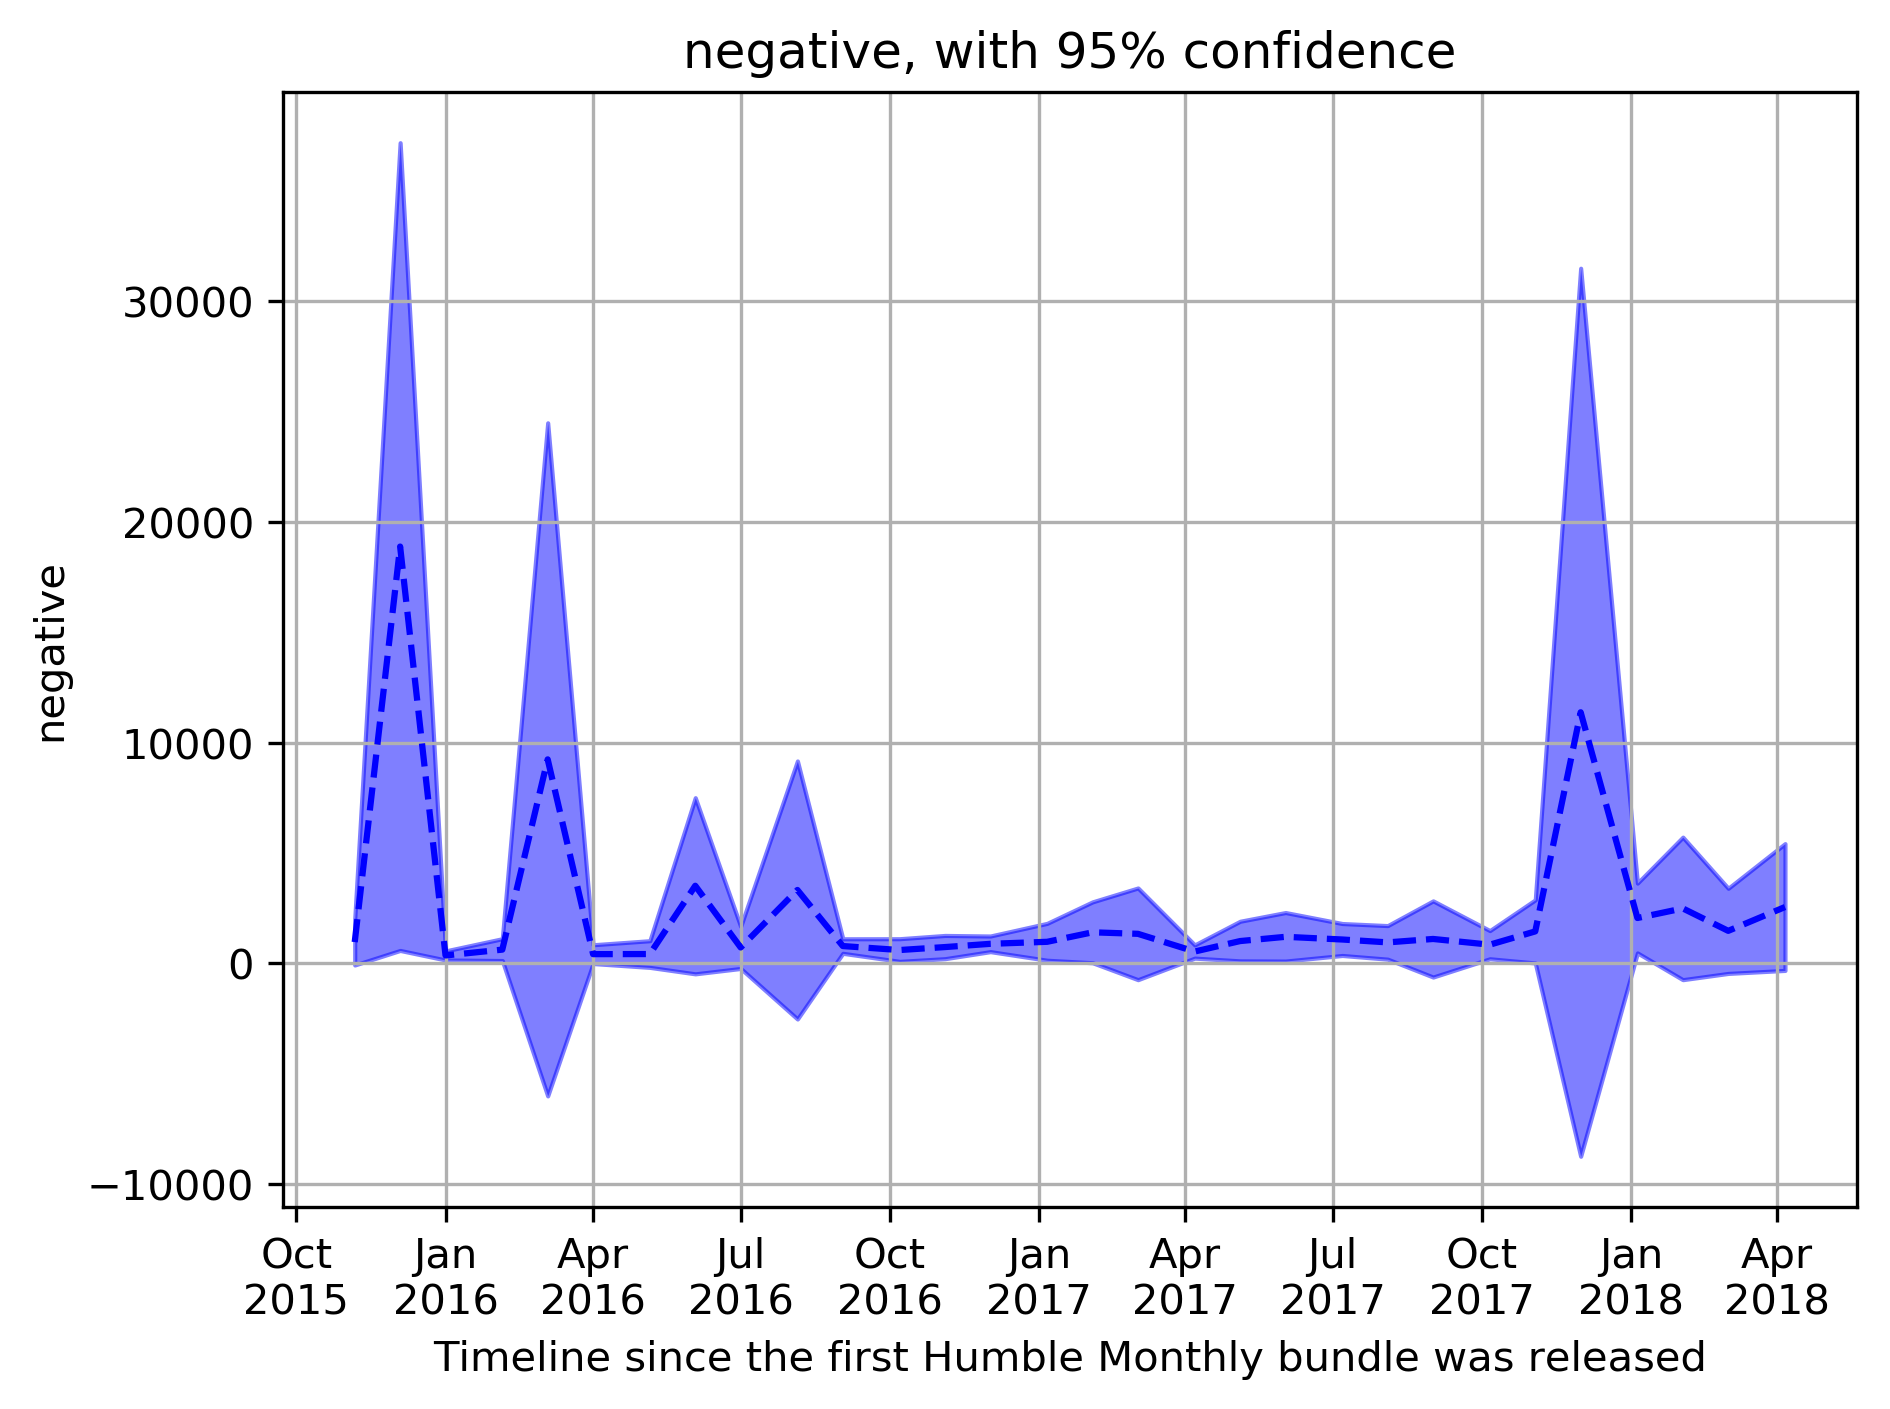 negative, with 95% confidence
30000
20000
10000
0
−10000
negative
Oct Jan Apr Jul Oct Jan Apr Jul Oct Jan Apr
2015 2016 2016 2016 2016 2017 2017 2017 2017 2018 2018
Timeline since the first Humble Monthly bundle was released